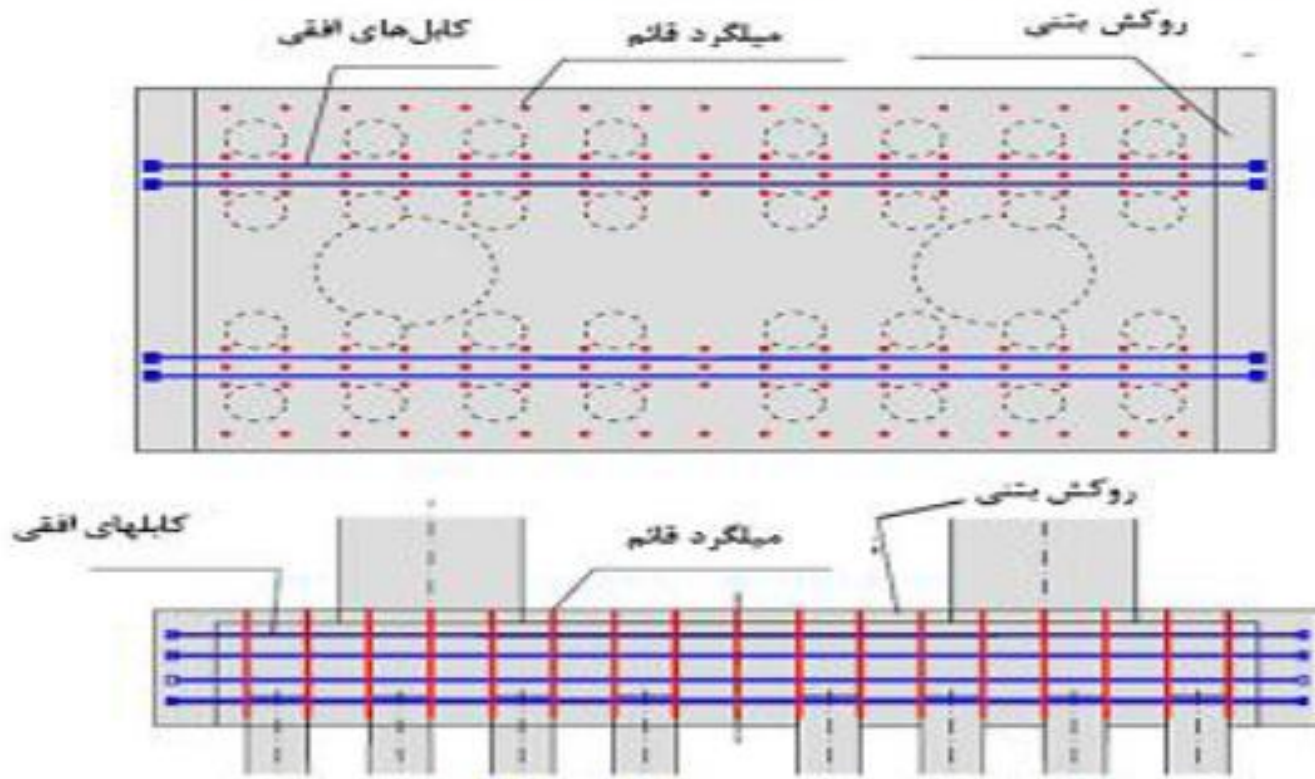 روکش بتنی
میلگرد قائم
کابل‌های افقی
روکش بتنی
میلگرد قائم
کابلهای افقی